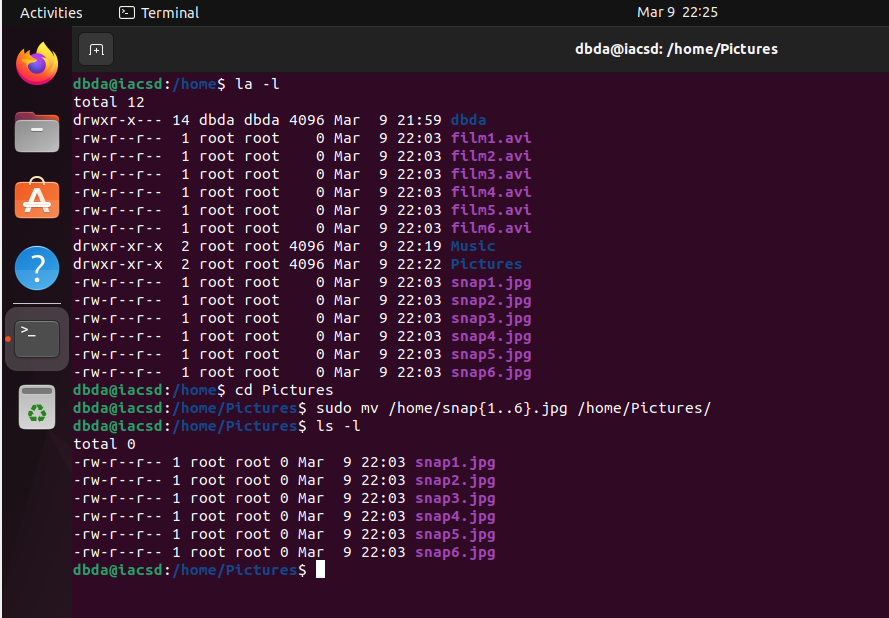 Activities Terminal Mar 9 22:25
dbda@iacsd: /home/Pictures
dbda@iacsd:/home$ la -l
total 12
drwxr-x--- 14 dbda dbda 4096 Mar  9 21:59 dbda
-rw-r--r--  1 root root    0 Mar  9 22:03 film1.avi
-rw-r--r--  1 root root    0 Mar  9 22:03 film2.avi
-rw-r--r--  1 root root    0 Mar  9 22:03 film3.avi
-rw-r--r--  1 root root    0 Mar  9 22:03 film4.avi
-rw-r--r--  1 root root    0 Mar  9 22:03 film5.avi
-rw-r--r--  1 root root    0 Mar  9 22:03 film6.avi
drwxr-xr-x  2 root root 4096 Mar  9 22:19 Music
drwxr-xr-x  2 root root 4096 Mar  9 22:22 Pictures
-rw-r--r--  1 root root    0 Mar  9 22:03 snap1.jpg
-rw-r--r--  1 root root    0 Mar  9 22:03 snap2.jpg
-rw-r--r--  1 root root    0 Mar  9 22:03 snap3.jpg
-rw-r--r--  1 root root    0 Mar  9 22:03 snap4.jpg
-rw-r--r--  1 root root    0 Mar  9 22:03 snap5.jpg
-rw-r--r--  1 root root    0 Mar  9 22:03 snap6.jpg
dbda@iacsd:/home$ cd Pictures
dbda@iacsd:/home/Pictures$ sudo mv /home/snap{1..6}.jpg /home/Pictures/
dbda@iacsd:/home/Pictures$ ls -l
total 0
-rw-r--r-- 1 root root 0 Mar  9 22:03 snap1.jpg
-rw-r--r-- 1 root root 0 Mar  9 22:03 snap2.jpg
-rw-r--r-- 1 root root 0 Mar  9 22:03 snap3.jpg
-rw-r--r-- 1 root root 0 Mar  9 22:03 snap4.jpg
-rw-r--r-- 1 root root 0 Mar  9 22:03 snap5.jpg
-rw-r--r-- 1 root root 0 Mar  9 22:03 snap6.jpg
dbda@iacsd:/home/Pictures$